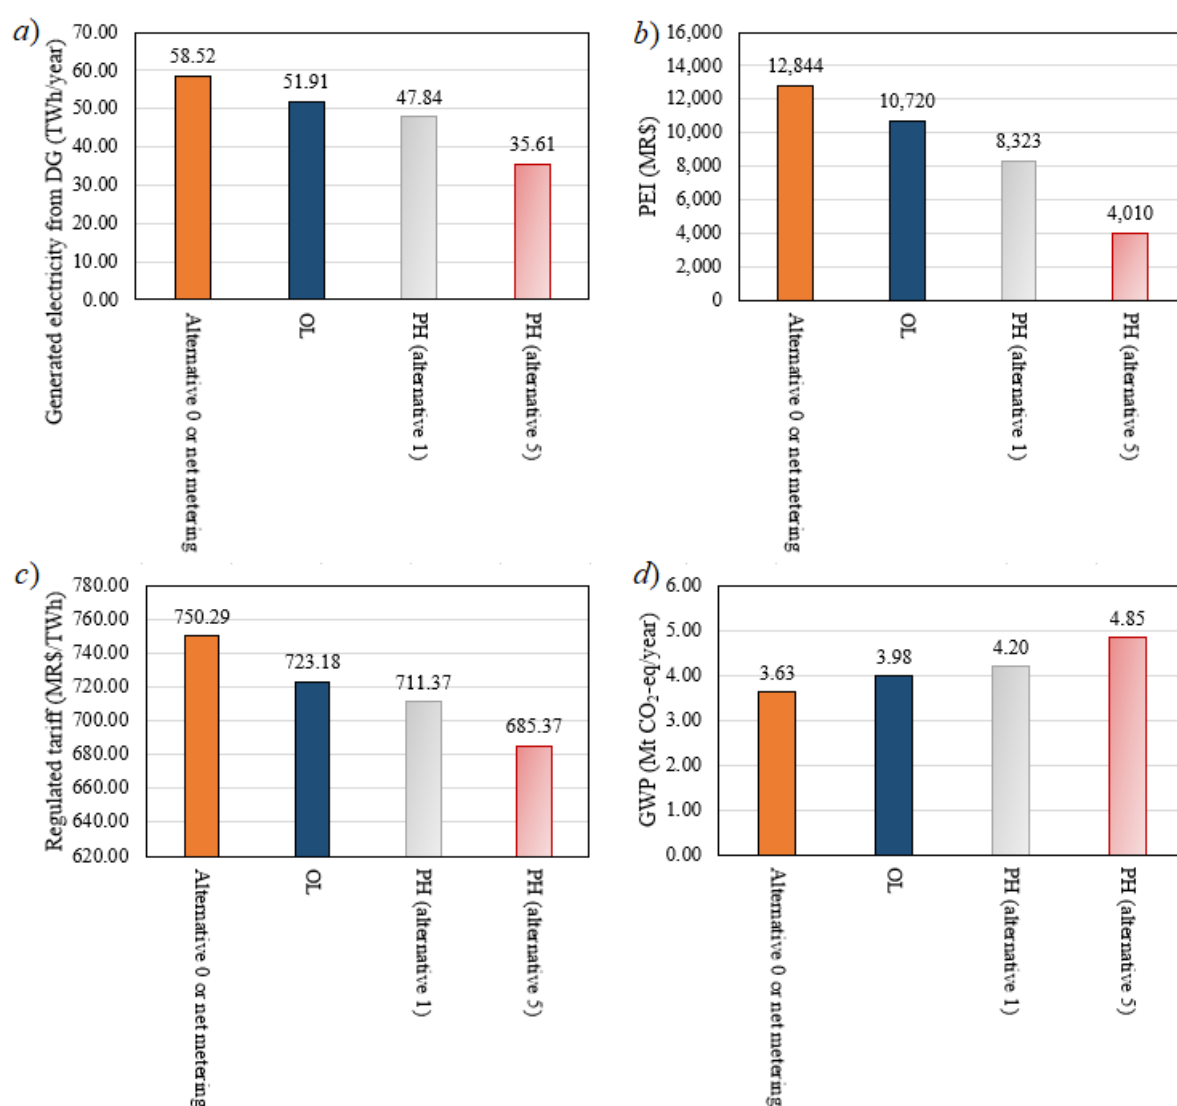 a)
Generated electricity from DG (TWh/year)
70.00
60.00
50.00
40.00
30.00
20.00
10.00
0.00
58.52
51.91
47.84
35.61
Alternative 0 or net metering
OL
PH (alternative 1)
PH (alternative 5)
b)
PEI (MR$)
16,000
14,000
12,000
10,000
8,000
6,000
4,000
2,000
0
12,844
10,720
8,323
4,010
Alternative 0 or net metering
OL
PH (alternative 1)
PH (alternative 5)
c)
Regulated tariff (MR$/TWh)
780.00
760.00
740.00
720.00
700.00
680.00
660.00
640.00
620.00
750.29
723.18
711.37
685.37
Alternative 0 or net metering
OL
PH (alternative 1)
PH (alternative 5)
d)
GWP (Mt CO₂-eq/year)
6.00
5.00
4.00
3.00
2.00
1.00
0.00
3.63
3.98
4.20
4.85
Alternative 0 or net metering
OL
PH (alternative 1)
PH (alternative 5)